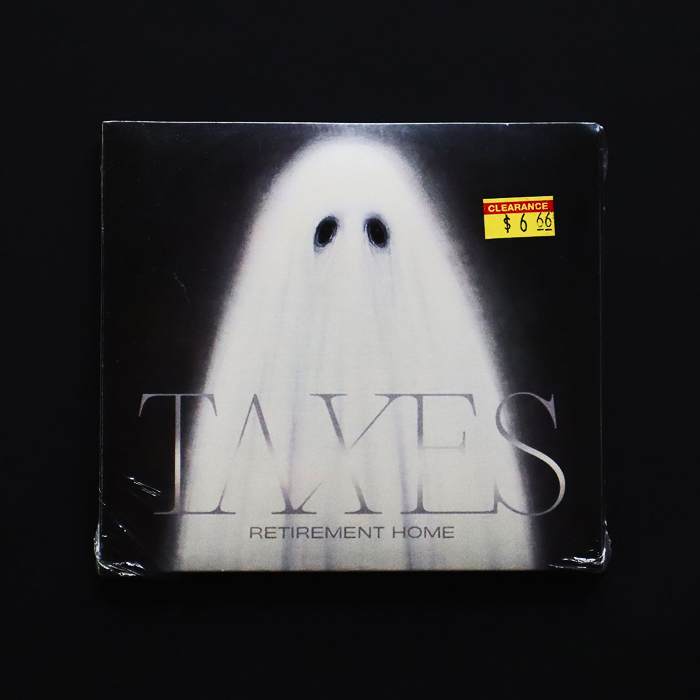 CLEARANCE
$ 6 66
TAXES
RETIREMENT HOME